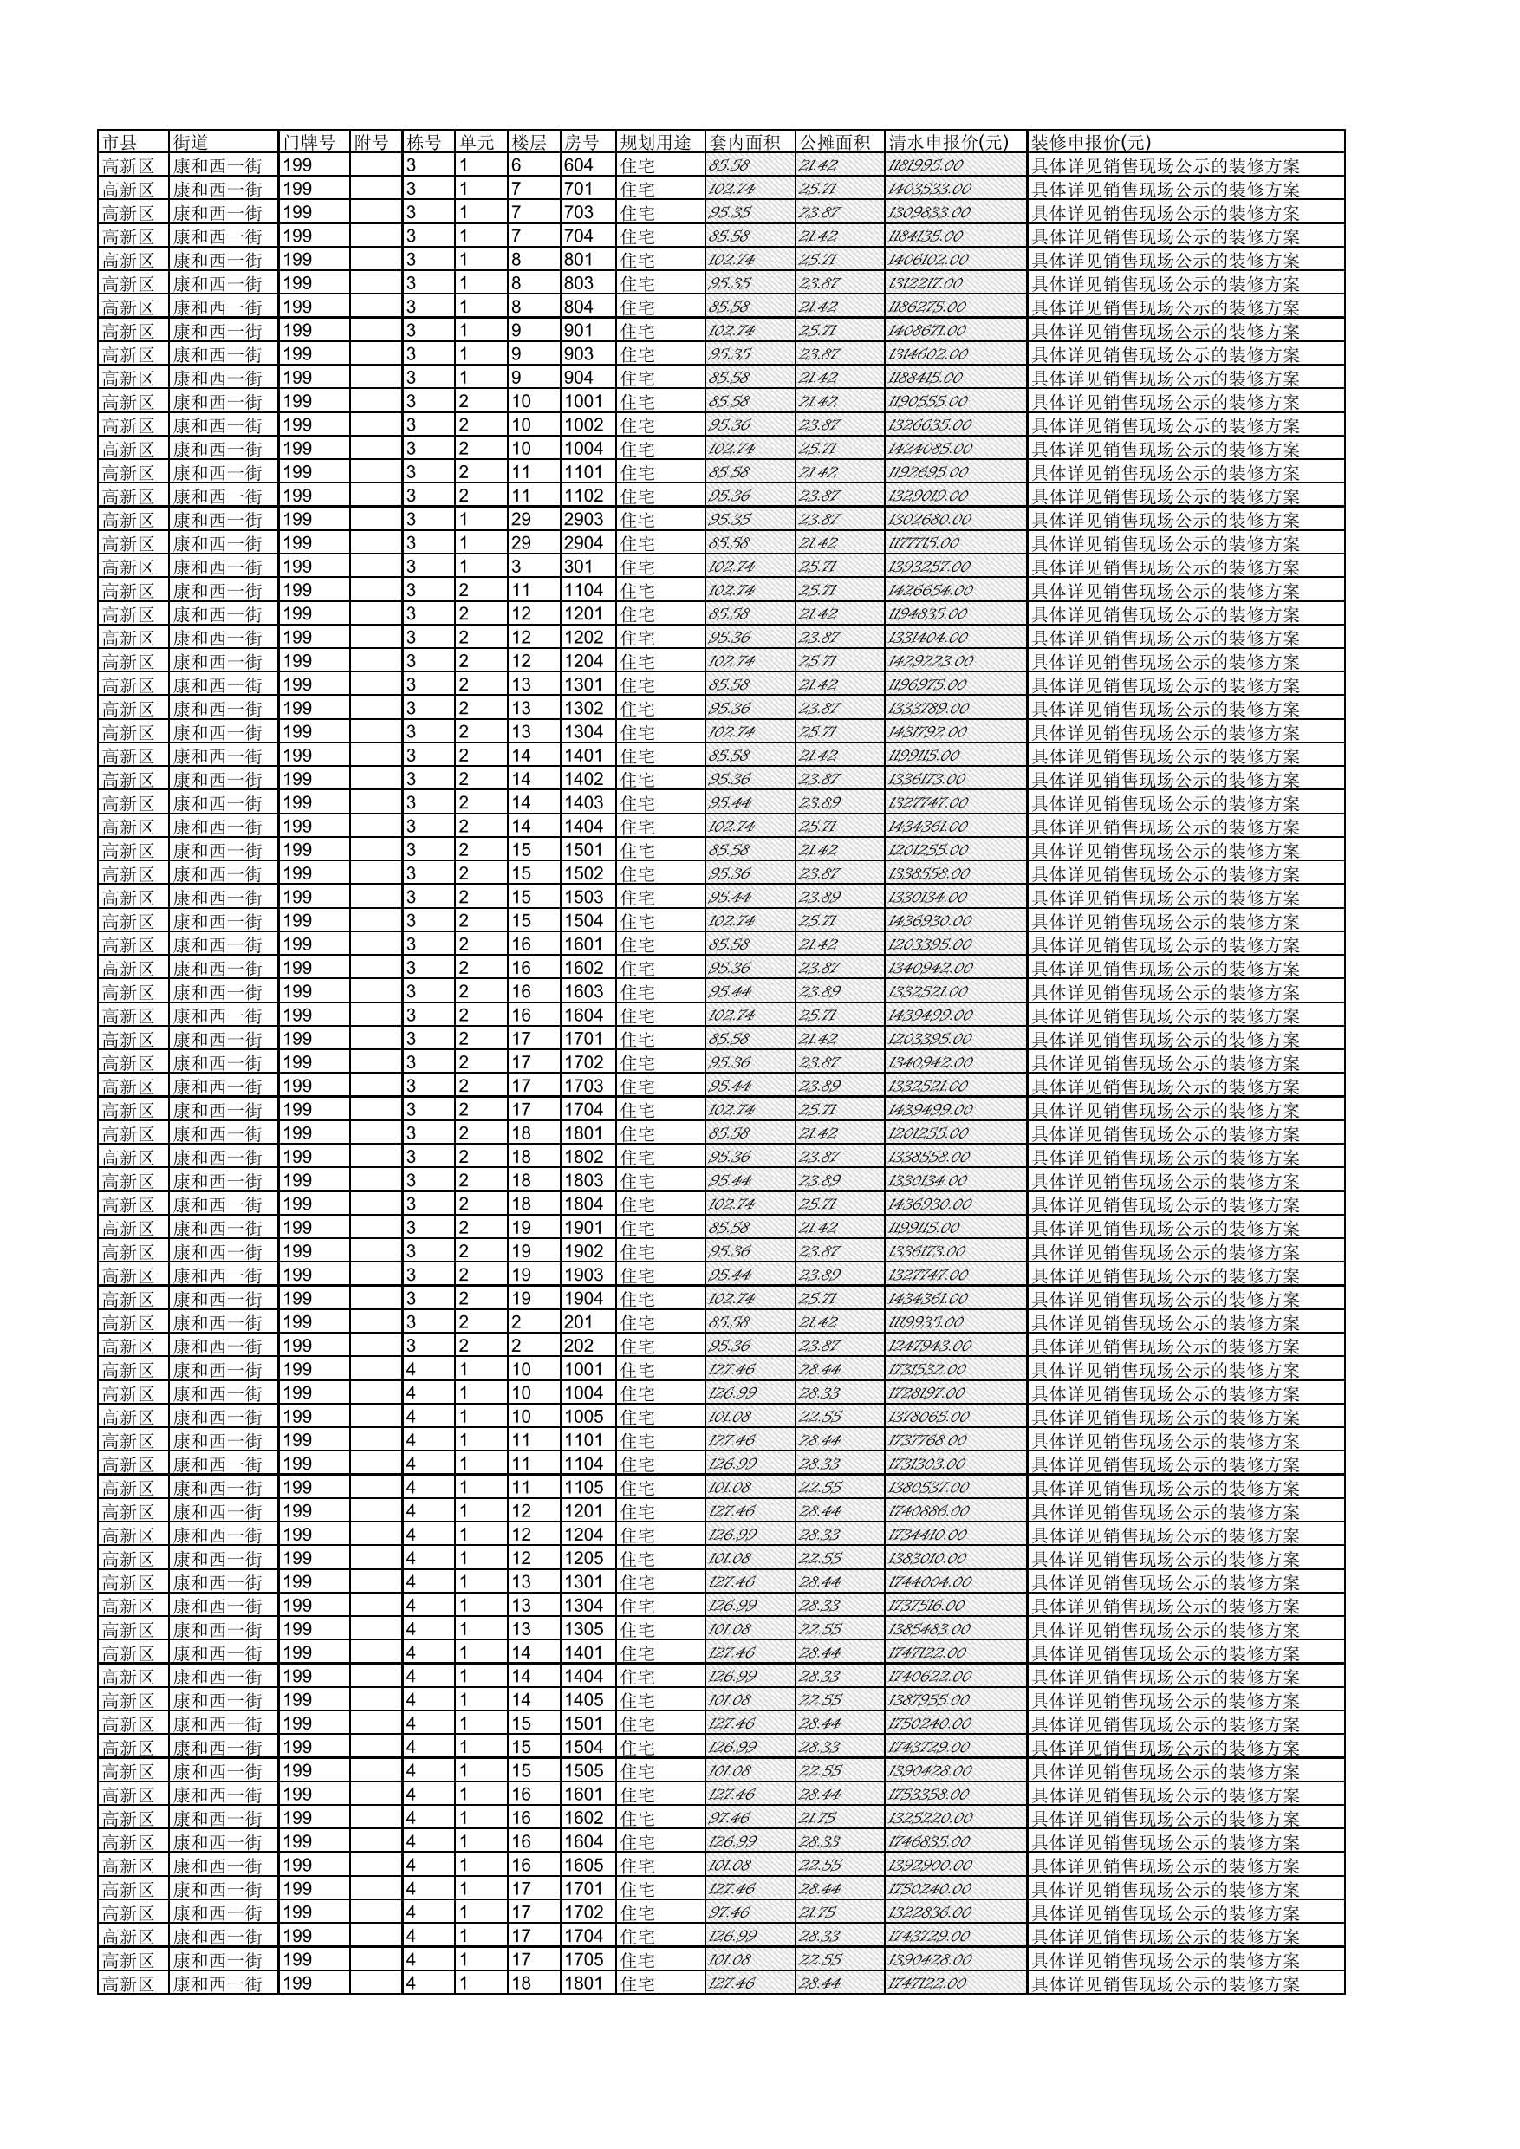 市县 街道 门牌号 附号 栋号 单元 楼层 房号 规划用途 套内面积 公摊面积 清水申报价(元) 装修申报价(元)
高新区 康和西一街 199 3 1 6 604 住宅 85.58 21.42 1181995.00 具体详见销售现场公示的装修方案
高新区 康和西一街 199 3 1 7 701 住宅 102.74 25.71 1403533.00 具体详见销售现场公示的装修方案
高新区 康和西一街 199 3 1 7 703 住宅 95.35 23.87 1309833.00 具体详见销售现场公示的装修方案
高新区 康和西一街 199 3 1 7 704 住宅 85.58 21.42 1184135.00 具体详见销售现场公示的装修方案
高新区 康和西一街 199 3 1 8 801 住宅 102.74 25.71 1406102.00 具体详见销售现场公示的装修方案
高新区 康和西一街 199 3 1 8 803 住宅 95.35 23.87 1312217.00 具体详见销售现场公示的装修方案
高新区 康和西一街 199 3 1 8 804 住宅 85.58 21.42 1186275.00 具体详见销售现场公示的装修方案
高新区 康和西一街 199 3 1 9 901 住宅 102.74 25.71 1408671.00 具体详见销售现场公示的装修方案
高新区 康和西一街 199 3 1 9 903 住宅 95.35 23.87 1314602.00 具体详见销售现场公示的装修方案
高新区 康和西一街 199 3 1 9 904 住宅 85.58 21.42 1188415.00 具体详见销售现场公示的装修方案
高新区 康和西一街 199 3 2 10 1001 住宅 85.58 21.42 1190555.00 具体详见销售现场公示的装修方案
高新区 康和西一街 199 3 2 10 1002 住宅 95.36 23.87 1326635.00 具体详见销售现场公示的装修方案
高新区 康和西一街 199 3 2 10 1004 住宅 102.74 25.71 1424085.00 具体详见销售现场公示的装修方案
高新区 康和西一街 199 3 2 11 1101 住宅 85.58 21.42 1192695.00 具体详见销售现场公示的装修方案
高新区 康和西一街 199 3 2 11 1102 住宅 95.36 23.87 1329019.00 具体详见销售现场公示的装修方案
高新区 康和西一街 199 3 1 29 2903 住宅 95.35 23.87 1302680.00 具体详见销售现场公示的装修方案
高新区 康和西一街 199 3 1 29 2904 住宅 85.58 21.42 1177715.00 具体详见销售现场公示的装修方案
高新区 康和西一街 199 3 1 3 301 住宅 102.74 25.71 1393257.00 具体详见销售现场公示的装修方案
高新区 康和西一街 199 3 2 11 1104 住宅 102.74 25.71 1426654.00 具体详见销售现场公示的装修方案
高新区 康和西一街 199 3 2 12 1201 住宅 85.58 21.42 1194835.00 具体详见销售现场公示的装修方案
高新区 康和西一街 199 3 2 12 1202 住宅 95.36 23.87 1331404.00 具体详见销售现场公示的装修方案
高新区 康和西一街 199 3 2 12 1204 住宅 102.74 25.71 1429223.00 具体详见销售现场公示的装修方案
高新区 康和西一街 199 3 2 13 1301 住宅 85.58 21.42 1196975.00 具体详见销售现场公示的装修方案
高新区 康和西一街 199 3 2 13 1302 住宅 95.36 23.87 1333789.00 具体详见销售现场公示的装修方案
高新区 康和西一街 199 3 2 13 1304 住宅 102.74 25.71 1431792.00 具体详见销售现场公示的装修方案
高新区 康和西一街 199 3 2 14 1401 住宅 85.58 21.42 1199115.00 具体详见销售现场公示的装修方案
高新区 康和西一街 199 3 2 14 1402 住宅 95.36 23.87 1336173.00 具体详见销售现场公示的装修方案
高新区 康和西一街 199 3 2 14 1403 住宅 95.44 23.89 1327747.00 具体详见销售现场公示的装修方案
高新区 康和西一街 199 3 2 14 1404 住宅 102.74 25.71 1434361.00 具体详见销售现场公示的装修方案
高新区 康和西一街 199 3 2 15 1501 住宅 85.58 21.42 1201255.00 具体详见销售现场公示的装修方案
高新区 康和西一街 199 3 2 15 1502 住宅 95.36 23.87 1338558.00 具体详见销售现场公示的装修方案
高新区 康和西一街 199 3 2 15 1503 住宅 95.44 23.89 1330134.00 具体详见销售现场公示的装修方案
高新区 康和西一街 199 3 2 15 1504 住宅 102.74 25.71 1436930.00 具体详见销售现场公示的装修方案
高新区 康和西一街 199 3 2 16 1601 住宅 85.58 21.42 1203395.00 具体详见销售现场公示的装修方案
高新区 康和西一街 199 3 2 16 1602 住宅 95.36 23.87 1340942.00 具体详见销售现场公示的装修方案
高新区 康和西一街 199 3 2 16 1603 住宅 95.44 23.89 1332521.00 具体详见销售现场公示的装修方案
高新区 康和西一街 199 3 2 16 1604 住宅 102.74 25.71 1439499.00 具体详见销售现场公示的装修方案
高新区 康和西一街 199 3 2 17 1701 住宅 85.58 21.42 1203395.00 具体详见销售现场公示的装修方案
高新区 康和西一街 199 3 2 17 1702 住宅 95.36 23.87 1340942.00 具体详见销售现场公示的装修方案
高新区 康和西一街 199 3 2 17 1703 住宅 95.44 23.89 1332521.00 具体详见销售现场公示的装修方案
高新区 康和西一街 199 3 2 17 1704 住宅 102.74 25.71 1439499.00 具体详见销售现场公示的装修方案
高新区 康和西一街 199 3 2 18 1801 住宅 85.58 21.42 1201255.00 具体详见销售现场公示的装修方案
高新区 康和西一街 199 3 2 18 1802 住宅 95.36 23.87 1338558.00 具体详见销售现场公示的装修方案
高新区 康和西一街 199 3 2 18 1803 住宅 95.44 23.89 1330134.00 具体详见销售现场公示的装修方案
高新区 康和西一街 199 3 2 18 1804 住宅 102.74 25.71 1436930.00 具体详见销售现场公示的装修方案
高新区 康和西一街 199 3 2 19 1901 住宅 85.58 21.42 1199115.00 具体详见销售现场公示的装修方案
高新区 康和西一街 199 3 2 19 1902 住宅 95.36 23.87 1336173.00 具体详见销售现场公示的装修方案
高新区 康和西一街 199 3 2 19 1903 住宅 95.44 23.89 1327747.00 具体详见销售现场公示的装修方案
高新区 康和西一街 199 3 2 19 1904 住宅 102.74 25.71 1434361.00 具体详见销售现场公示的装修方案
高新区 康和西一街 199 3 2 2 201 住宅 85.58 21.42 1119935.00 具体详见销售现场公示的装修方案
高新区 康和西一街 199 3 2 2 202 住宅 95.36 23.87 1247943.00 具体详见销售现场公示的装修方案
高新区 康和西一街 199 4 1 10 1001 住宅 127.46 28.44 1731532.00 具体详见销售现场公示的装修方案
高新区 康和西一街 199 4 1 10 1004 住宅 126.99 28.33 1728197.00 具体详见销售现场公示的装修方案
高新区 康和西一街 199 4 1 10 1005 住宅 101.08 22.55 1378065.00 具体详见销售现场公示的装修方案
高新区 康和西一街 199 4 1 11 1101 住宅 127.46 28.44 1737768.00 具体详见销售现场公示的装修方案
高新区 康和西一街 199 4 1 11 1104 住宅 126.99 28.33 1731303.00 具体详见销售现场公示的装修方案
高新区 康和西一街 199 4 1 11 1105 住宅 101.08 22.55 1380537.00 具体详见销售现场公示的装修方案
高新区 康和西一街 199 4 1 12 1201 住宅 127.46 28.44 1740886.00 具体详见销售现场公示的装修方案
高新区 康和西一街 199 4 1 12 1204 住宅 126.99 28.33 1734410.00 具体详见销售现场公示的装修方案
高新区 康和西一街 199 4 1 12 1205 住宅 101.08 22.55 1383010.00 具体详见销售现场公示的装修方案
高新区 康和西一街 199 4 1 13 1301 住宅 127.46 28.44 1744004.00 具体详见销售现场公示的装修方案
高新区 康和西一街 199 4 1 13 1304 住宅 126.99 28.33 1737516.00 具体详见销售现场公示的装修方案
高新区 康和西一街 199 4 1 13 1305 住宅 101.08 22.55 1385483.00 具体详见销售现场公示的装修方案
高新区 康和西一街 199 4 1 14 1401 住宅 127.46 28.44 1747122.00 具体详见销售现场公示的装修方案
高新区 康和西一街 199 4 1 14 1404 住宅 126.99 28.33 1740622.00 具体详见销售现场公示的装修方案
高新区 康和西一街 199 4 1 14 1405 住宅 101.08 22.55 1387955.00 具体详见销售现场公示的装修方案
高新区 康和西一街 199 4 1 15 1501 住宅 127.46 28.44 1750240.00 具体详见销售现场公示的装修方案
高新区 康和西一街 199 4 1 15 1504 住宅 126.99 28.33 1743729.00 具体详见销售现场公示的装修方案
高新区 康和西一街 199 4 1 15 1505 住宅 101.08 22.55 1390428.00 具体详见销售现场公示的装修方案
高新区 康和西一街 199 4 1 16 1601 住宅 127.46 28.44 1753358.00 具体详见销售现场公示的装修方案
高新区 康和西一街 199 4 1 16 1602 住宅 97.46 21.75 1325220.00 具体详见销售现场公示的装修方案
高新区 康和西一街 199 4 1 16 1604 住宅 126.99 28.33 1746835.00 具体详见销售现场公示的装修方案
高新区 康和西一街 199 4 1 16 1605 住宅 101.08 22.55 1392900.00 具体详见销售现场公示的装修方案
高新区 康和西一街 199 4 1 17 1701 住宅 127.46 28.44 1750240.00 具体详见销售现场公示的装修方案
高新区 康和西一街 199 4 1 17 1702 住宅 97.46 21.75 1322836.00 具体详见销售现场公示的装修方案
高新区 康和西一街 199 4 1 17 1704 住宅 126.99 28.33 1743729.00 具体详见销售现场公示的装修方案
高新区 康和西一街 199 4 1 17 1705 住宅 101.08 22.55 1390428.00 具体详见销售现场公示的装修方案
高新区 康和西一街 199 4 1 18 1801 住宅 127.46 28.44 1747122.00 具体详见销售现场公示的装修方案